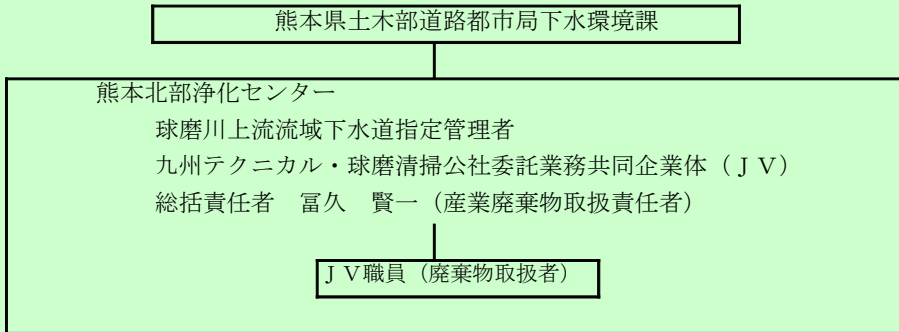 熊本県土木部道路都市局下水環境課
熊本北部浄化センター
球磨川上流流域下水道指定管理者
九州テクニカル・球磨清掃公社委託業務共同企業体（ＪＶ）
総括責任者　冨久　賢一（産業廃棄物取扱責任者）
ＪＶ職員（廃棄物取扱者）